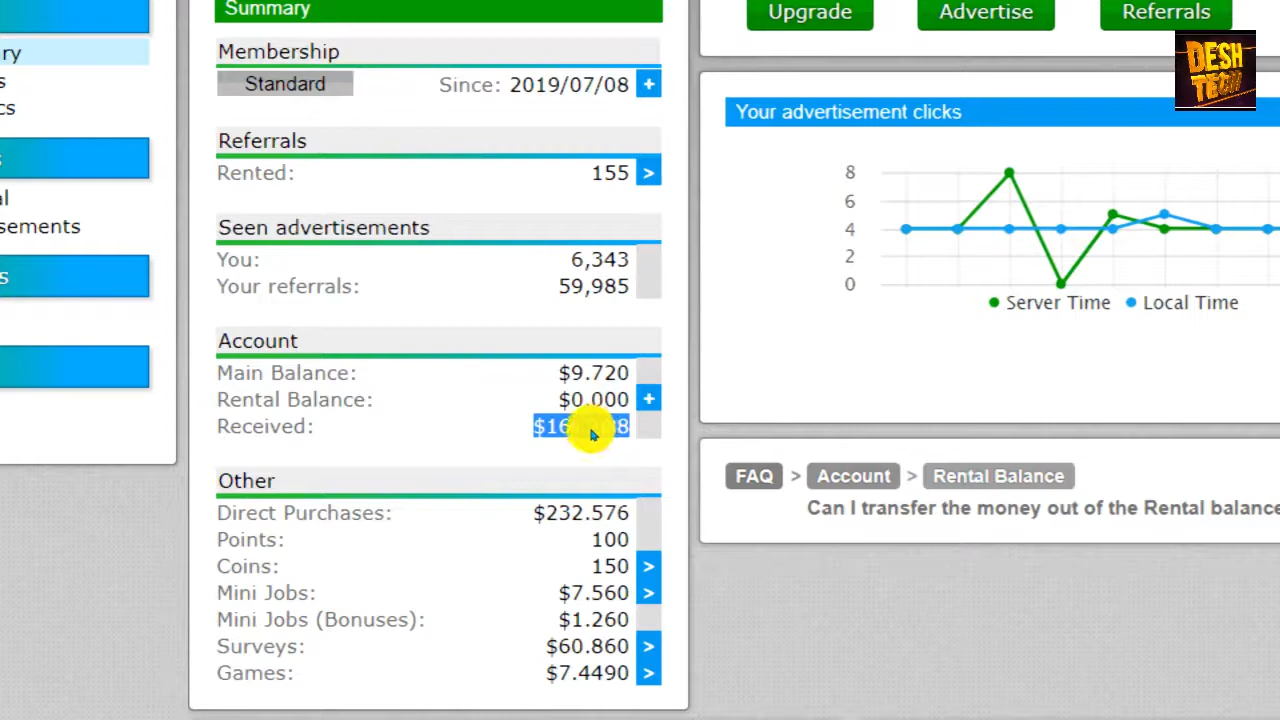 Summary
Upgrade
Advertise
Referrals
DESH
TECH
Membership
Standard
Since: 2019/07/08 +
Referrals
Rented: 155 >
Seen advertisements
You: 6,343
Your referrals: 59,985
Account
Main Balance: $9.720
Rental Balance: $0.000 +
Received:
Other
Direct Purchases: $232.576
Points: 100
Coins: 150 >
Mini Jobs: $7.560 >
Mini Jobs (Bonuses): $1.260
Surveys: $60.860 >
Games: $7.4490 >
Your advertisement clicks
8
6
4
2
0
Server Time
Local Time
FAQ > Account > Rental Balance
Can I transfer the money out of the Rental balance